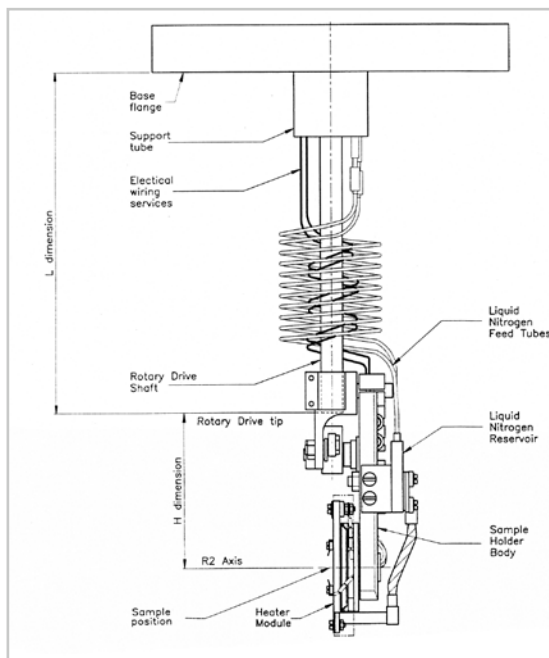 Base
flange
Support
tube
Electical
wiring
services
L dimension
Liquid
Nitrogen
Feed Tubes
Rotary Drive
Shaft
Rotary Drive tip
Liquid
Nitrogen
Reservoir
H dimension
R2 Axis
Sample
Holder
Body
Sample
position
Heater
Module